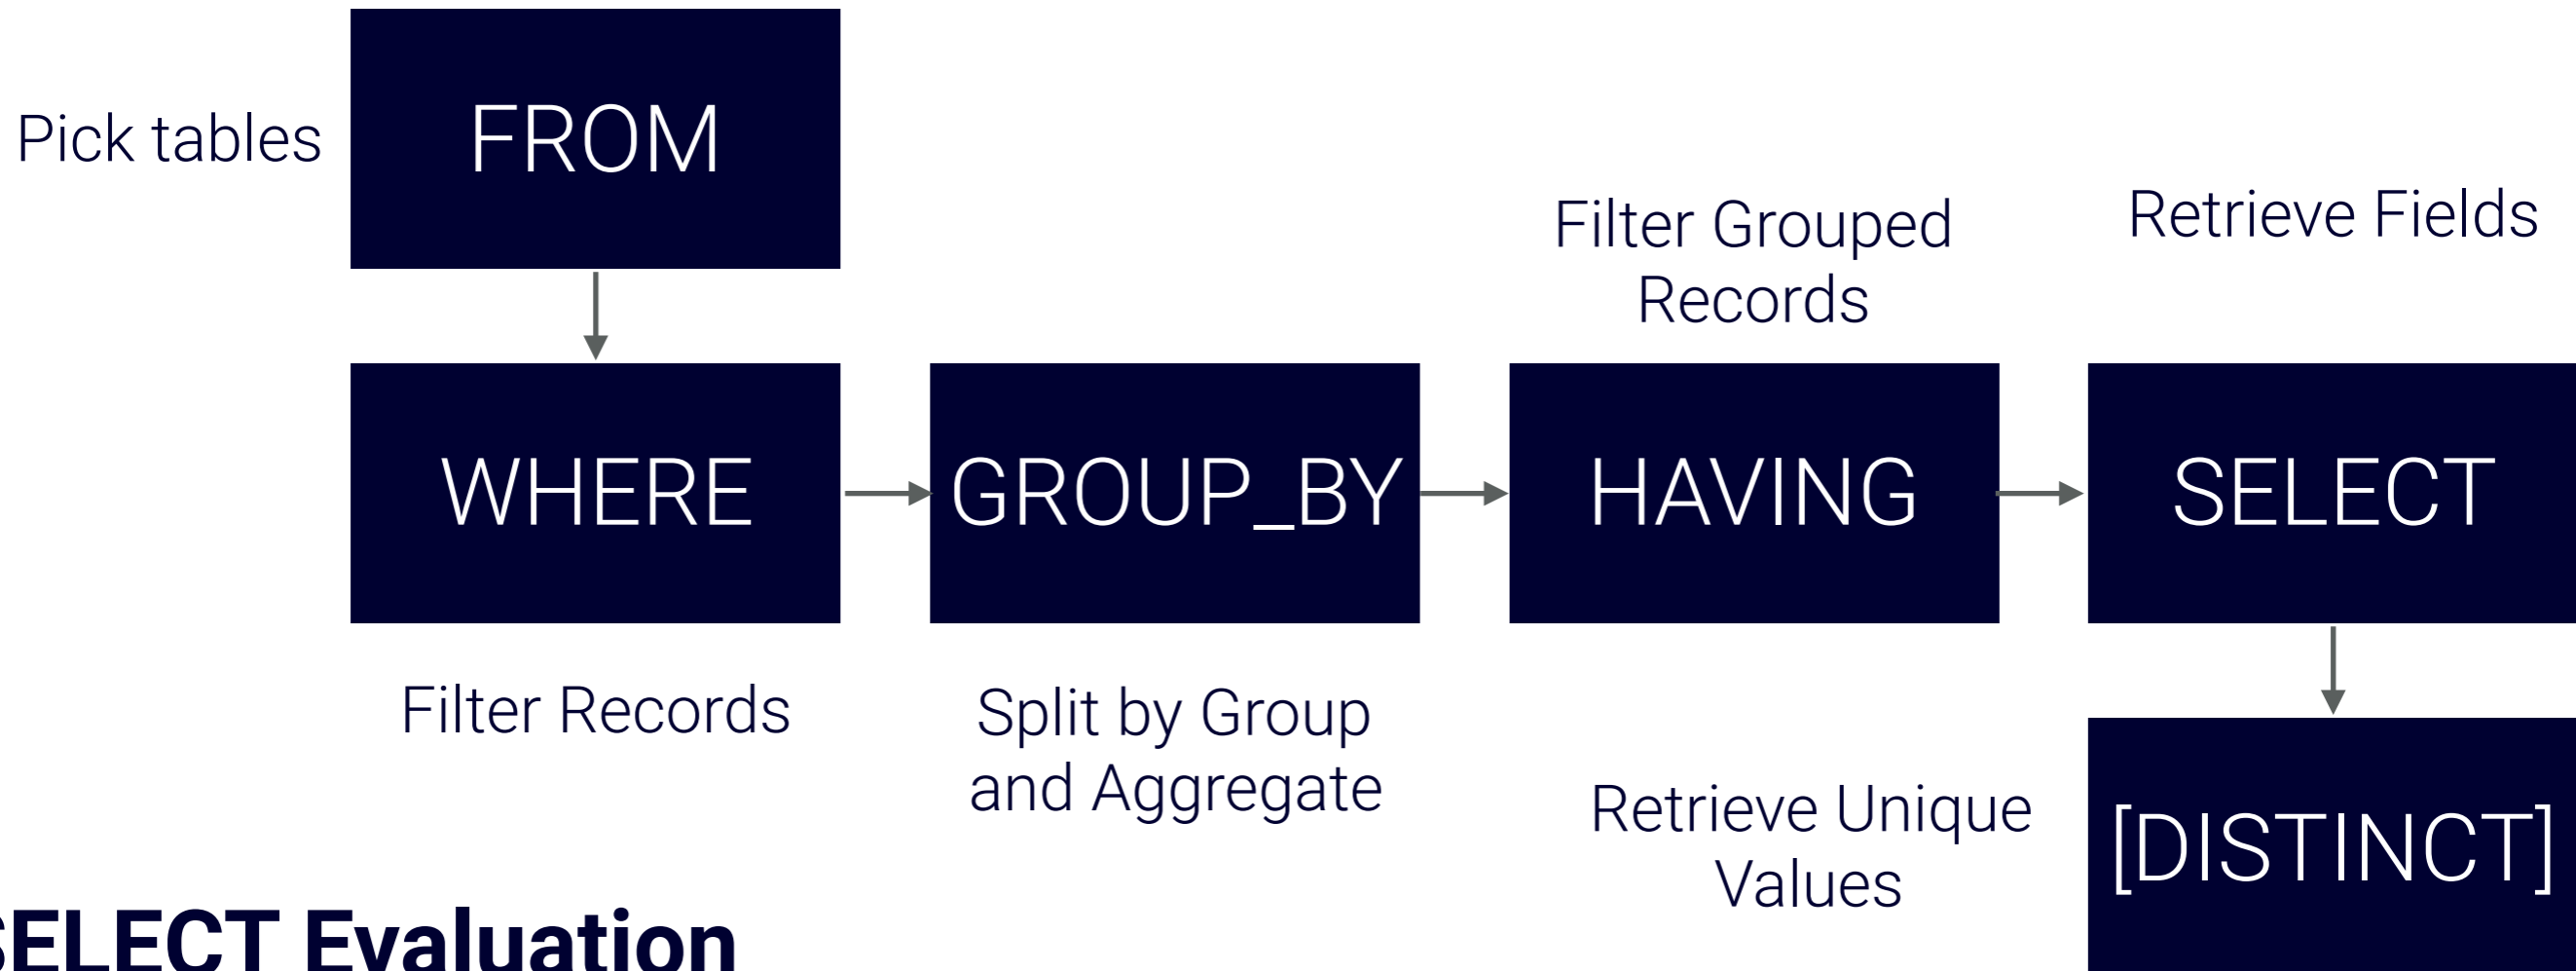 Pick tables
FROM
Filter Grouped
Records
Retrieve Fields
WHERE
GROUP_BY
HAVING
SELECT
Filter Records
Split by Group
and Aggregate
Retrieve Unique
Values
[DISTINCT]
SELECT Evaluation